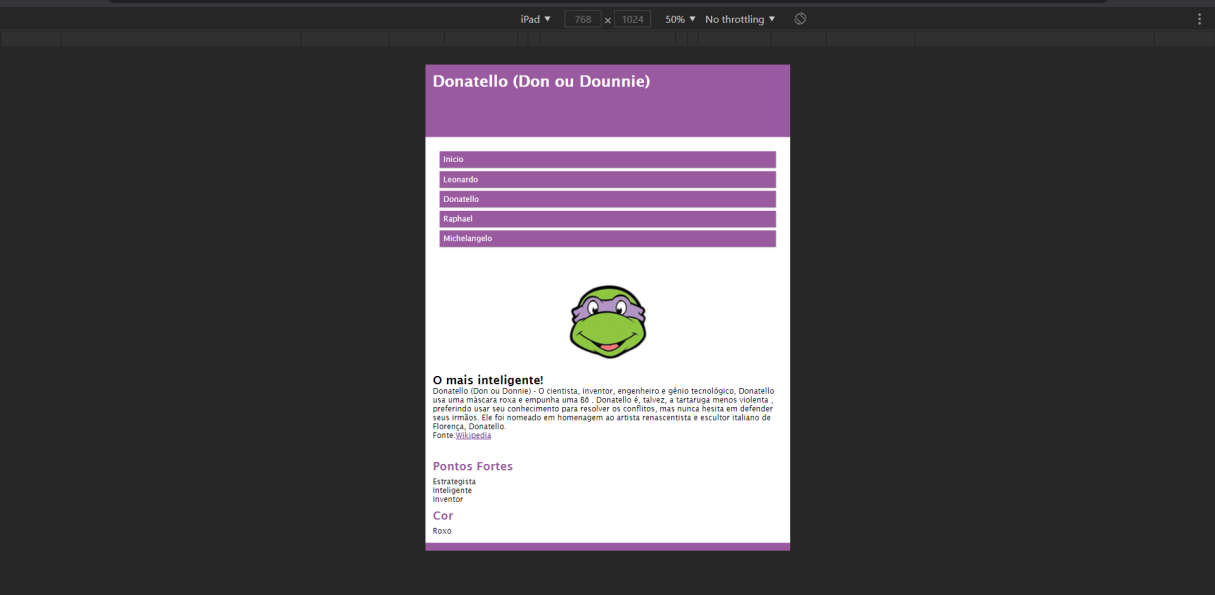 iPad ▼ 768 x 1024 50% ▼ No throttling ▼
Donatello (Don ou Dounnie)
Inicio
Leonardo
Donatello
Raphael
Michelangelo
O mais inteligente!
Donatello (Don ou Donnie) - O cientista, inventor, engenheiro e gênio tecnológico, Donatello
usa uma máscara roxa e empunha uma Bō . Donatello é, talvez, a tartaruga menos violenta ,
preferindo usar seu conhecimento para resolver os conflitos, mas nunca hesita em defender
seus irmãos. Ele foi nomeado em homenagem ao artista renascentista e escultor italiano de
Florença, Donatello.
Fonte:Wikipedia
Pontos Fortes
Estrategista
Inteligente
Inventor
Cor
Roxo